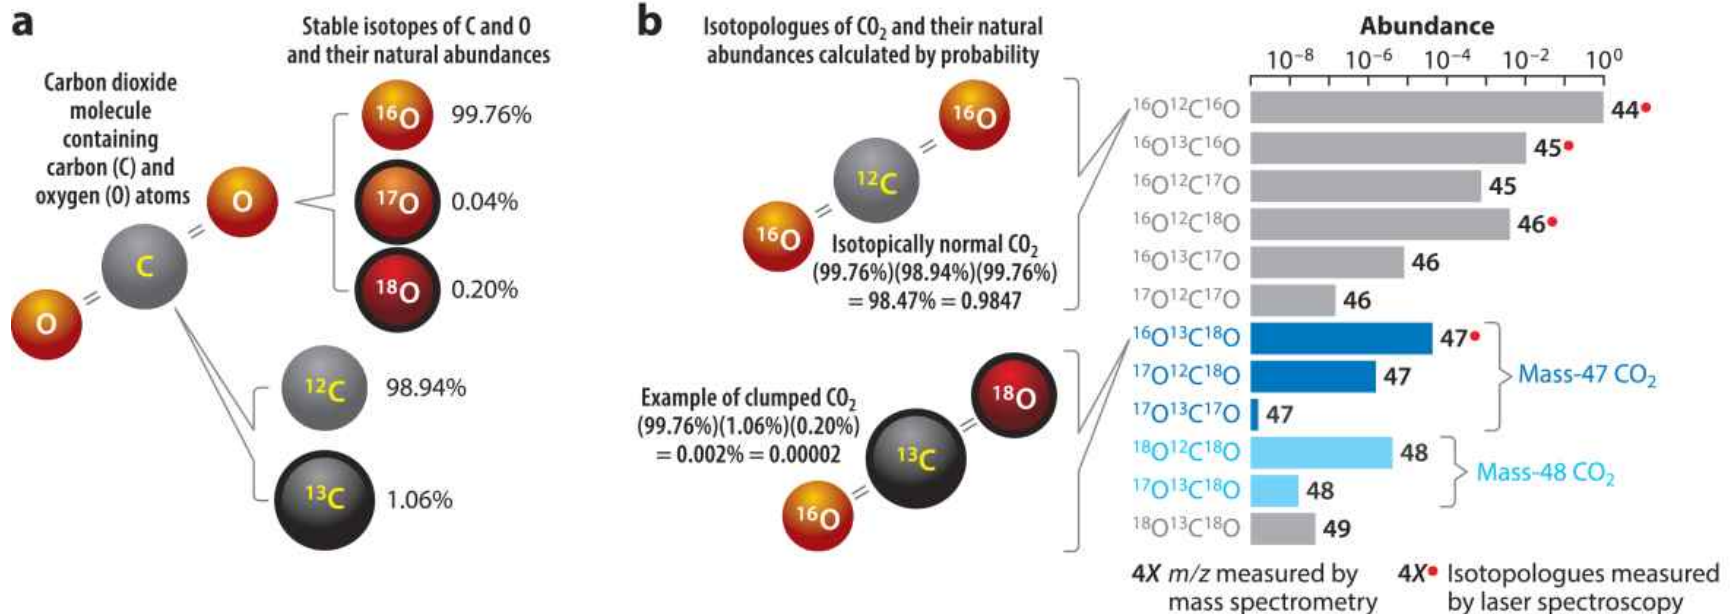 a
Stable isotopes of C and O
and their natural abundances
Carbon dioxide
molecule
containing
carbon (C) and
oxygen (O) atoms
O
C
O
¹⁶O 99.76%
¹⁷O 0.04%
¹⁸O 0.20%
¹²C 98.94%
¹³C 1.06%
b
Isotopologues of CO₂ and their natural
abundances calculated by probability
¹⁶O
¹²C
¹⁶O
Isotopically normal CO₂
(99.76%)(98.94%)(99.76%)
= 98.47% = 0.9847
Example of clumped CO₂
(99.76%)(1.06%)(0.20%)
= 0.002% = 0.00002
¹⁸O
¹³C
¹⁶O
Abundance
10⁻⁸ 10⁻⁶ 10⁻⁴ 10⁻² 10⁰
¹⁶O¹²C¹⁶O 44•
¹⁶O¹³C¹⁶O 45•
¹⁶O¹²C¹⁷O 45
¹⁶O¹²C¹⁸O 46•
¹⁶O¹³C¹⁷O 46
¹⁷O¹²C¹⁷O 46
¹⁶O¹³C¹⁸O 47•
¹⁷O¹²C¹⁸O 47
¹⁷O¹³C¹⁷O 47
Mass-47 CO₂
¹⁸O¹²C¹⁸O 48
¹⁷O¹³C¹⁸O 48
Mass-48 CO₂
¹⁸O¹³C¹⁸O 49
4X m/z measured by
mass spectrometry
4X• Isotopologues measured
by laser spectroscopy